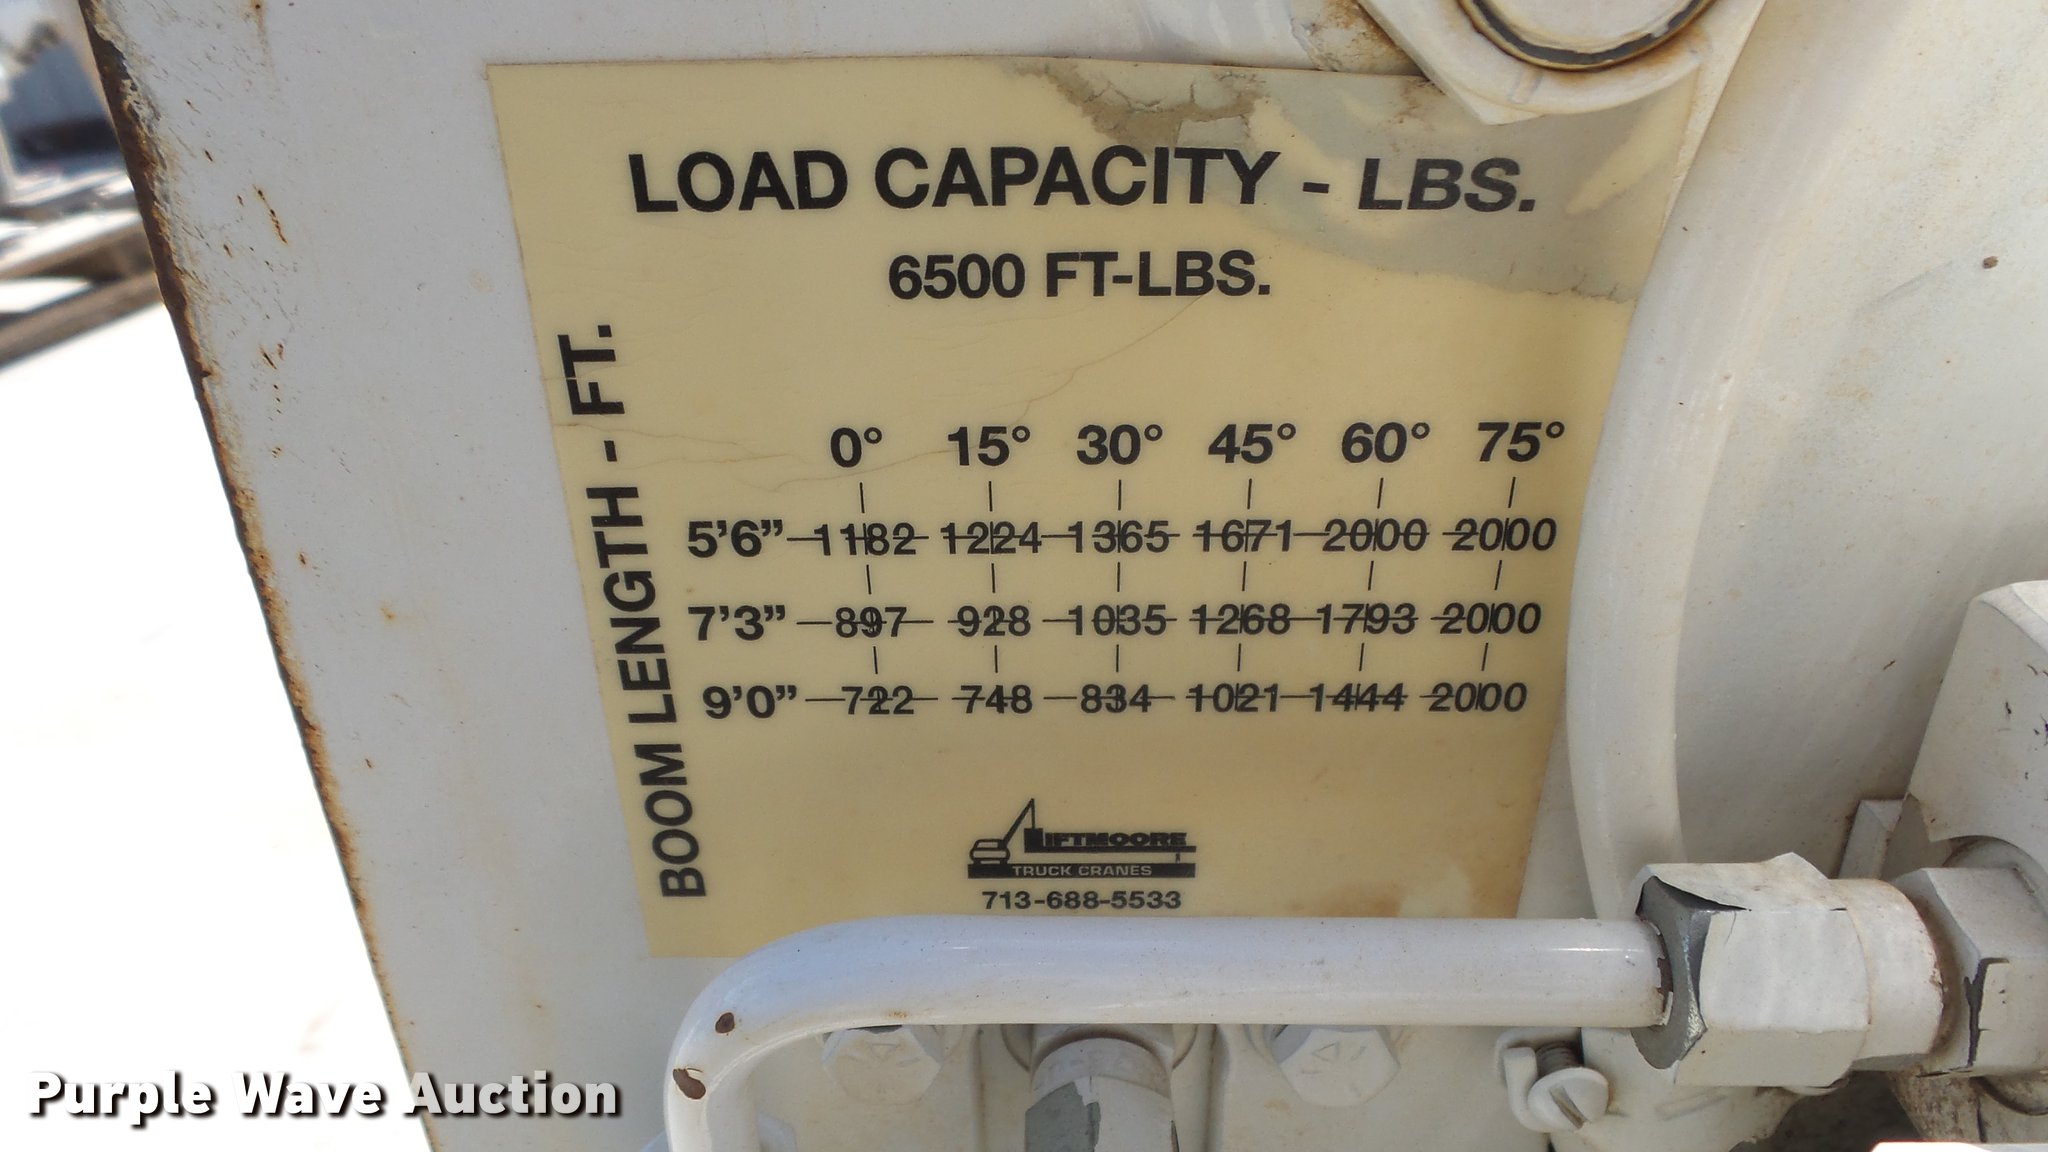 LOAD CAPACITY - LBS.
6500 FT-LBS.
BOOM LENGTH - FT.
0° 15° 30° 45° 60° 75°
5'6" 1182 1224 1365 1671 2000 2000
7'3" 897 928 1035 1268 1793 2000
9'0" 722 748 834 1021 1444 2000
LIFTMOORE
TRUCK CRANES
713-688-5533
Purple Wave Auction